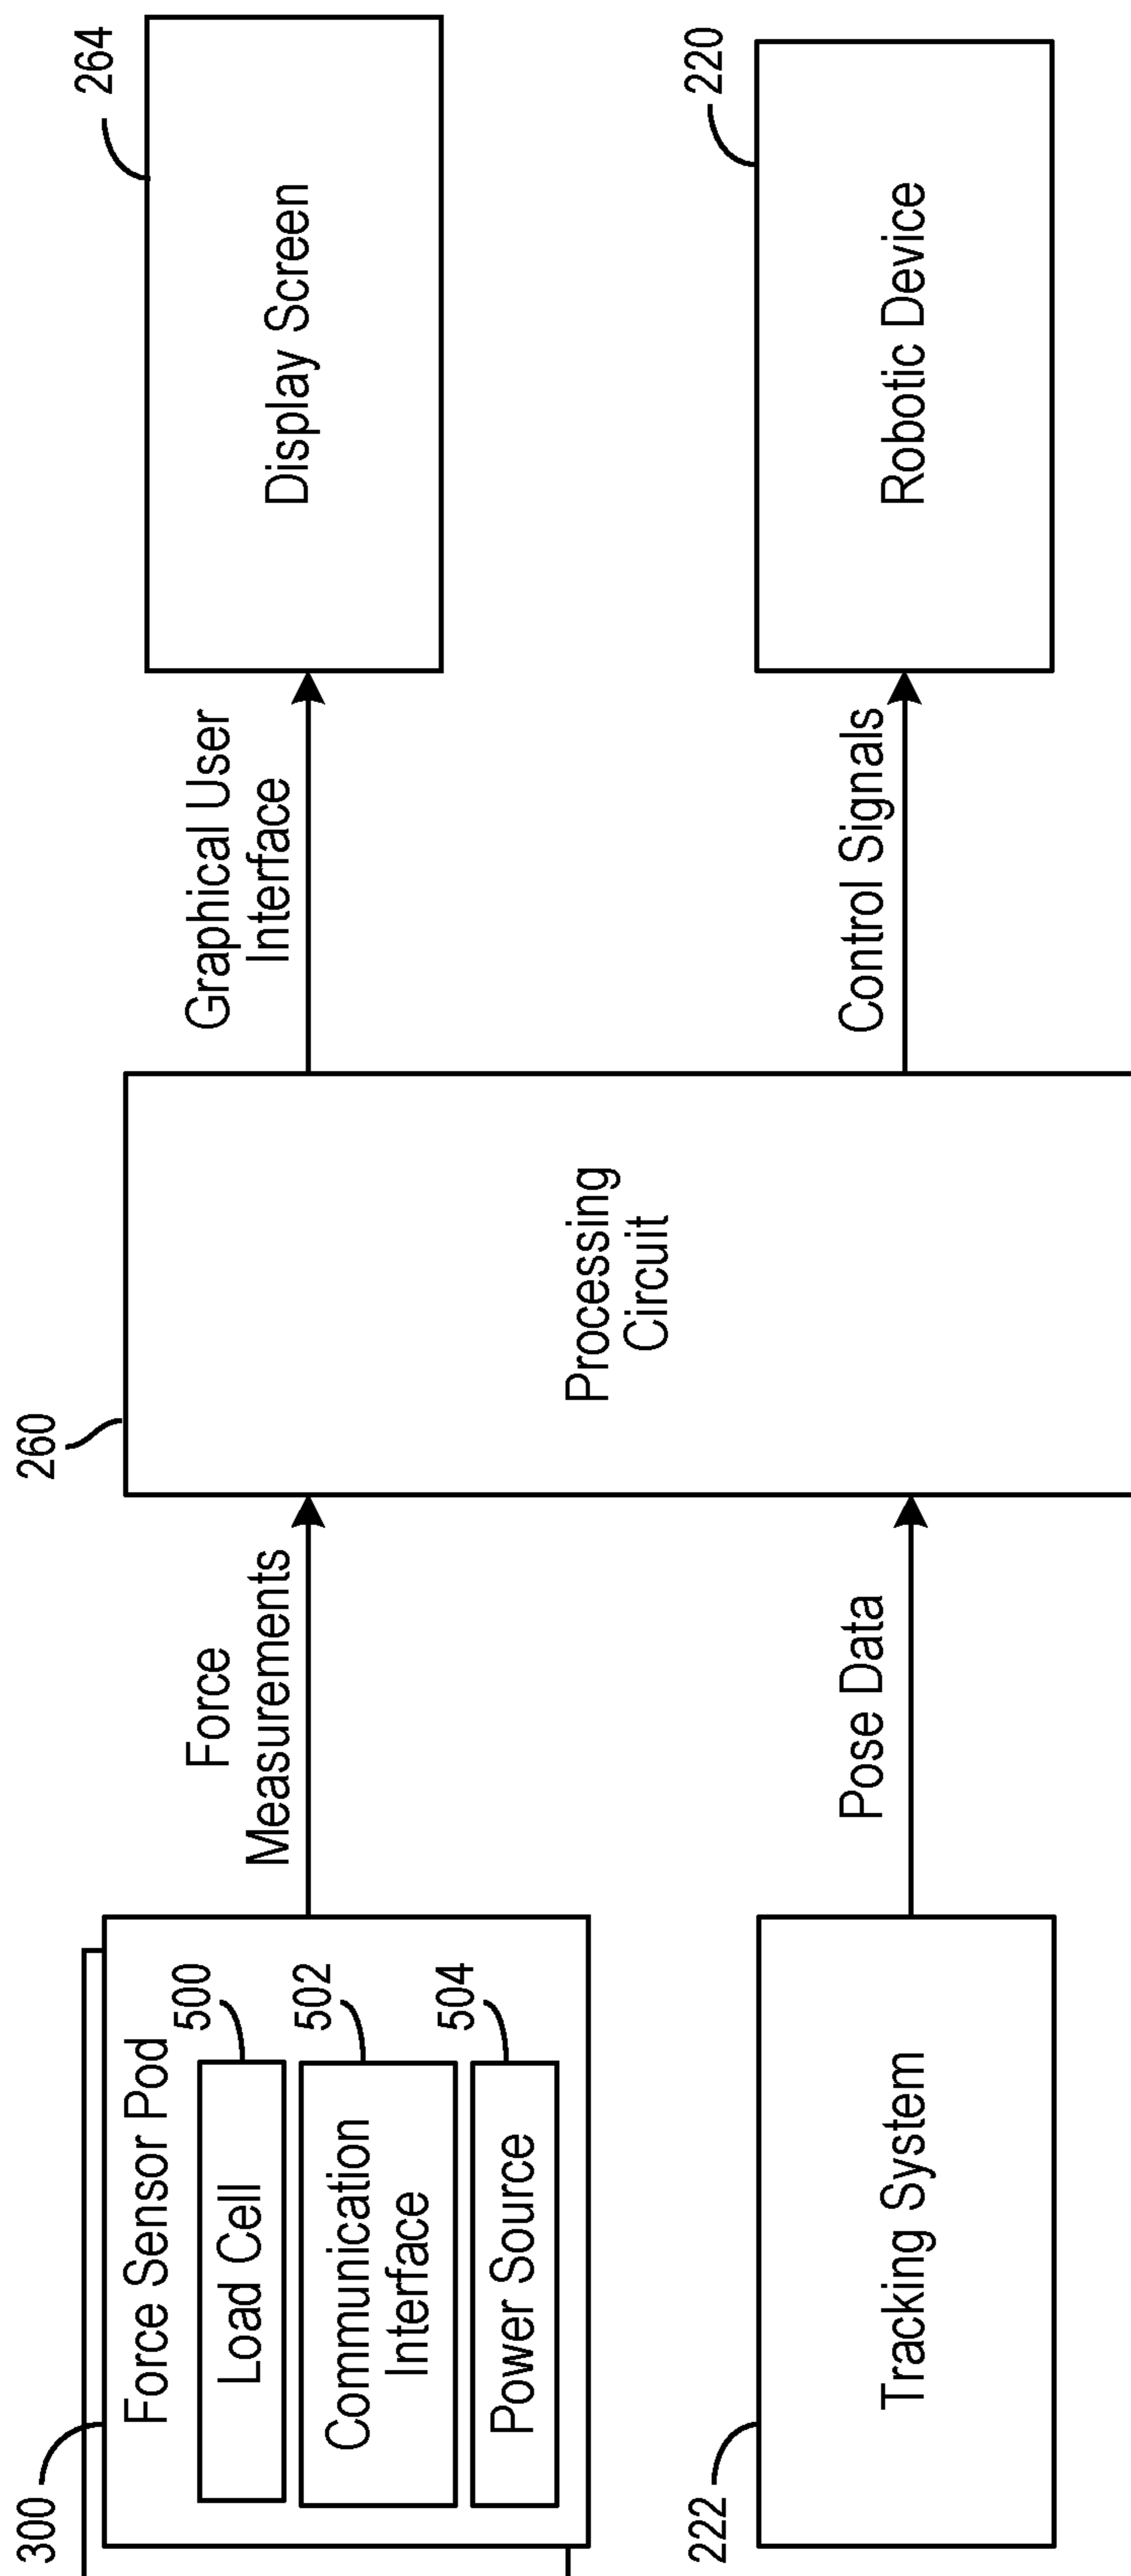 300
Force Sensor Pod
500
Load Cell
502
Communication
Interface
504
Power Source
Force
Measurements
222
Tracking System
Pose Data
260
Processing
Circuit
Graphical User
Interface
264
Display Screen
Control Signals
220
Robotic Device